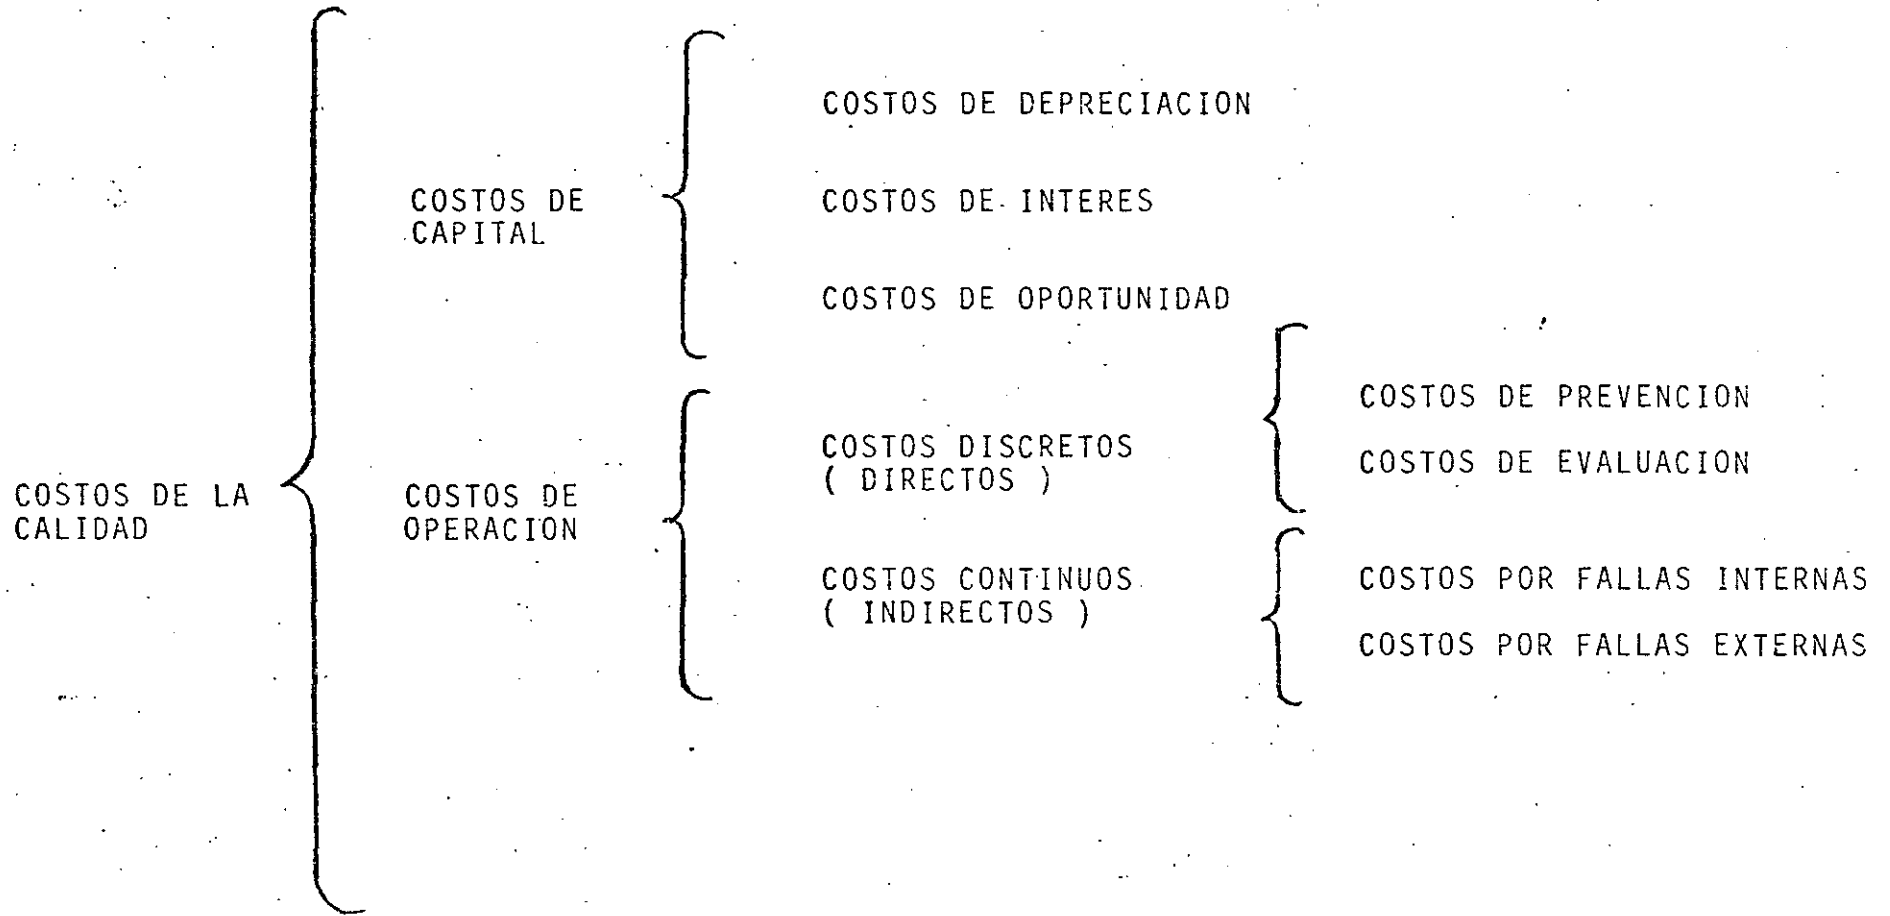 COSTOS DE LA
CALIDAD
COSTOS DE
CAPITAL
COSTOS DE DEPRECIACION
COSTOS DE INTERES
COSTOS DE OPORTUNIDAD
COSTOS DE
OPERACION
COSTOS DISCRETOS
( DIRECTOS )
COSTOS DE PREVENCION
COSTOS DE EVALUACION
COSTOS CONTINUOS
( INDIRECTOS )
COSTOS POR FALLAS INTERNAS
COSTOS POR FALLAS EXTERNAS